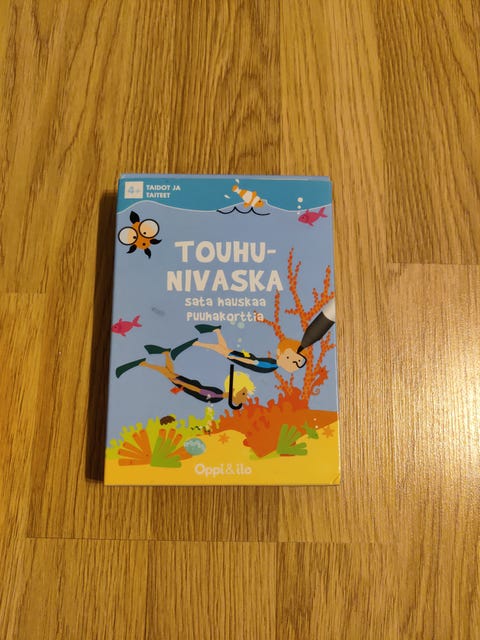 4+
TAIDOT JA
TAITEET
TOUHU-
NIVASKA
sata hauskaa
puuhakorttia
Oppi&ilo